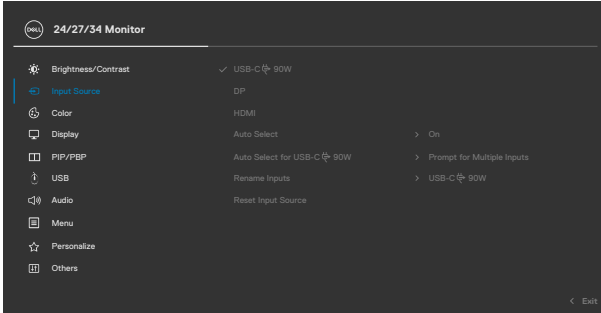 DELL 24/27/34 Monitor
Brightness/Contrast USB-C 90W
Input Source DP
Color HDMI
Display Auto Select On
PIP/PBP Auto Select for USB-C 90W Prompt for Multiple Inputs
USB Rename Inputs USB-C 90W
Audio Reset Input Source
Menu
Personalize
Others
Exit